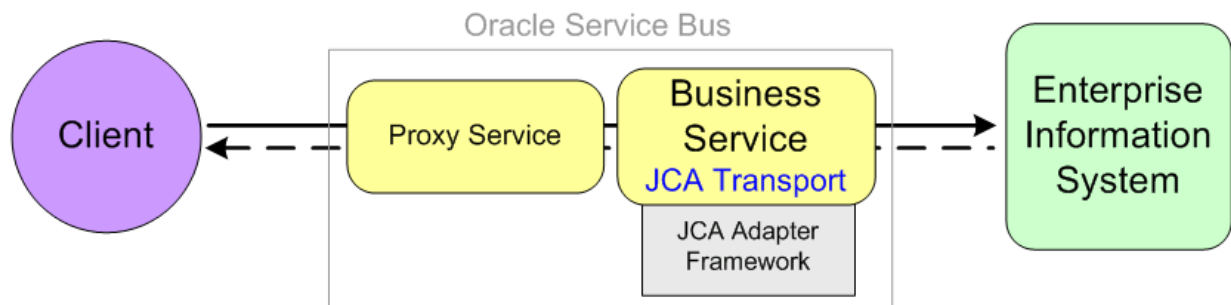 Oracle Service Bus
Client
Proxy Service
Business
Service
JCA Transport
JCA Adapter
Framework
Enterprise
Information
System